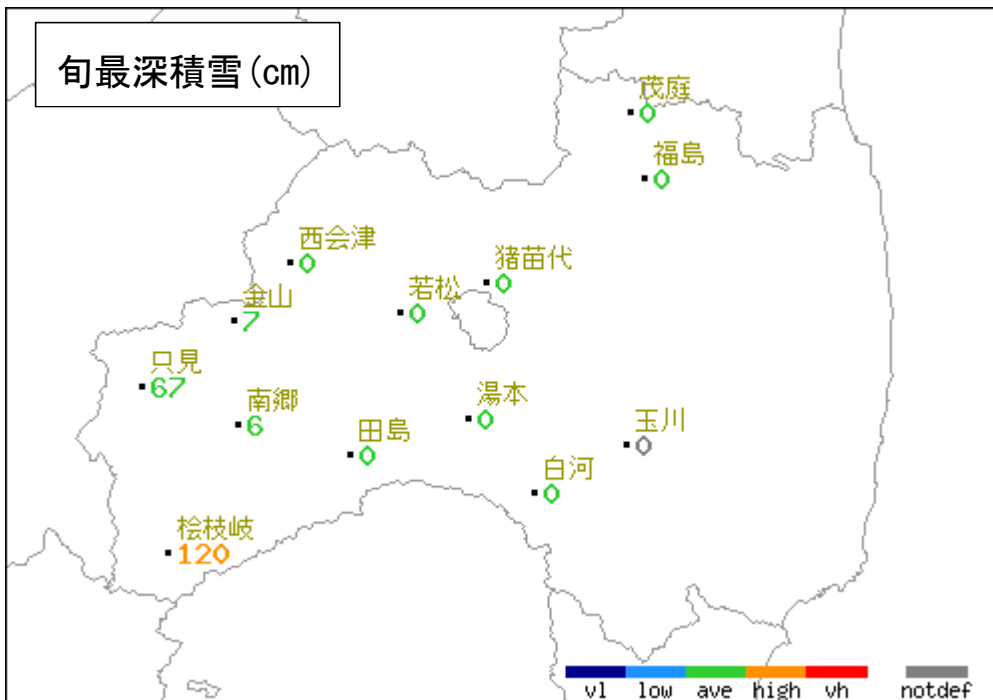 旬最深積雪(cm)
茂庭
0
福島
0
西会津
0
猪苗代
0
金山
7
若松
0
只見
67
南郷
6
湯本
0
田島
0
玉川
0
白河
0
桧枝岐
120
vl low ave high vh notdef